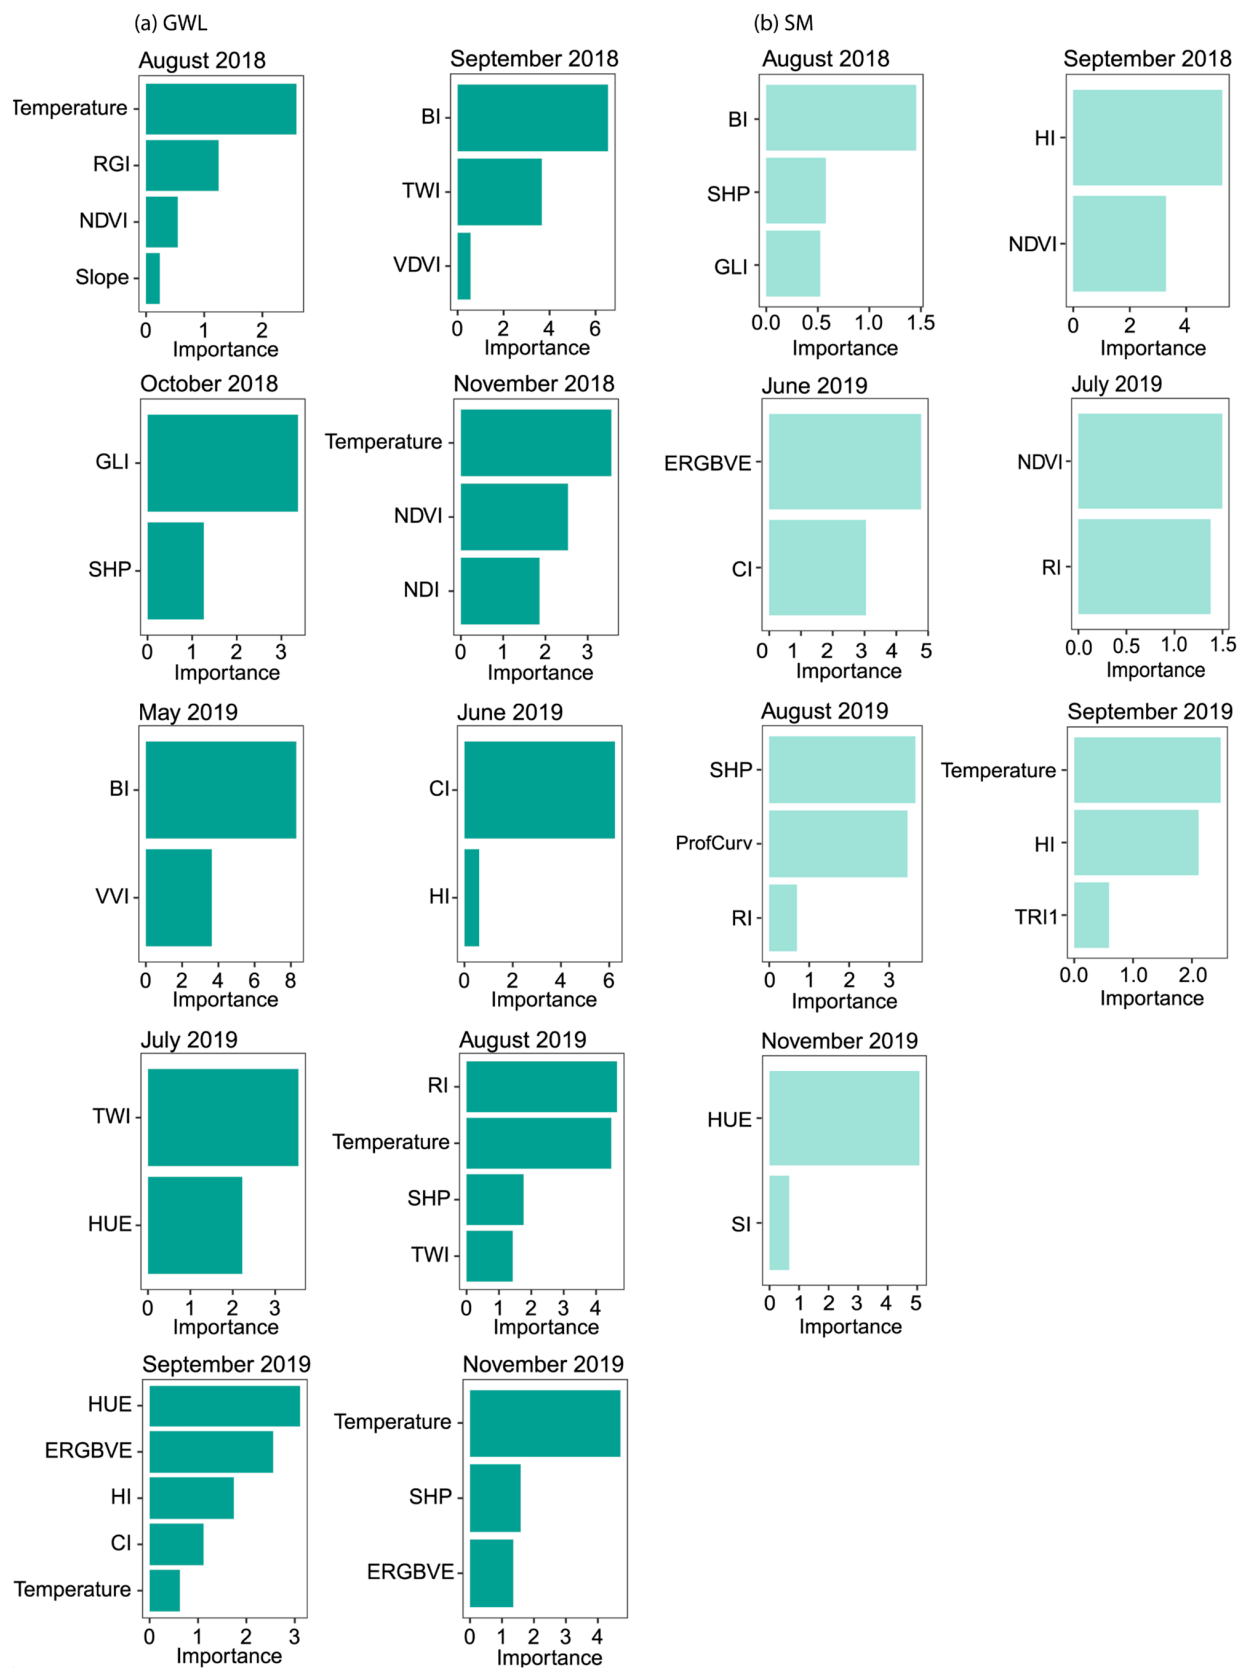 (a) GWL
(b) SM
August 2018
Temperature
RGI
NDVI
Slope
0 1 2
Importance
September 2018
BI
TWI
VDVI
0 2 4 6
Importance
August 2018
BI
SHP
GLI
0.0 0.5 1.0 1.5
Importance
September 2018
HI
NDVI
0 2 4
Importance
October 2018
GLI
SHP
0 1 2 3
Importance
November 2018
Temperature
NDVI
NDI
0 1 2 3
Importance
June 2019
ERGBVE
CI
0 1 2 3 4 5
Importance
July 2019
NDVI
RI
0.0 0.5 1.0 1.5
Importance
May 2019
BI
VVI
0 2 4 6 8
Importance
June 2019
CI
HI
0 2 4 6
Importance
August 2019
SHP
ProfCurv
RI
0 1 2 3
Importance
September 2019
Temperature
HI
TRI1
0.0 1.0 2.0
Importance
July 2019
TWI
HUE
0 1 2 3
Importance
August 2019
RI
Temperature
SHP
TWI
0 1 2 3 4
Importance
November 2019
HUE
SI
0 1 2 3 4 5
Importance
September 2019
HUE
ERGBVE
HI
CI
Temperature
0 1 2 3
Importance
November 2019
Temperature
SHP
ERGBVE
0 1 2 3 4
Importance